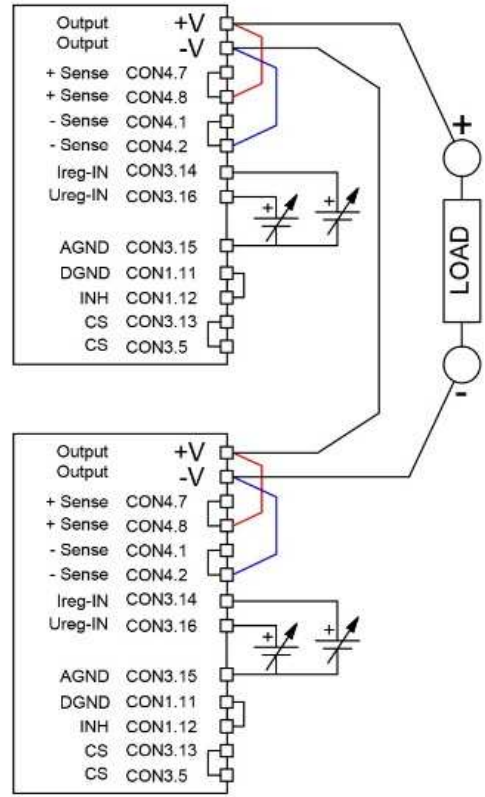 Output +V
Output -V
+ Sense CON4.7
+ Sense CON4.8
- Sense CON4.1
- Sense CON4.2
Ireg-IN CON3.14
Ureg-IN CON3.16
+ +
AGND CON3.15
DGND CON1.11
INH CON1.12
CS CON3.13
CS CON3.5
+
LOAD
-
Output +V
Output -V
+ Sense CON4.7
+ Sense CON4.8
- Sense CON4.1
- Sense CON4.2
Ireg-IN CON3.14
Ureg-IN CON3.16
+ +
AGND CON3.15
DGND CON1.11
INH CON1.12
CS CON3.13
CS CON3.5